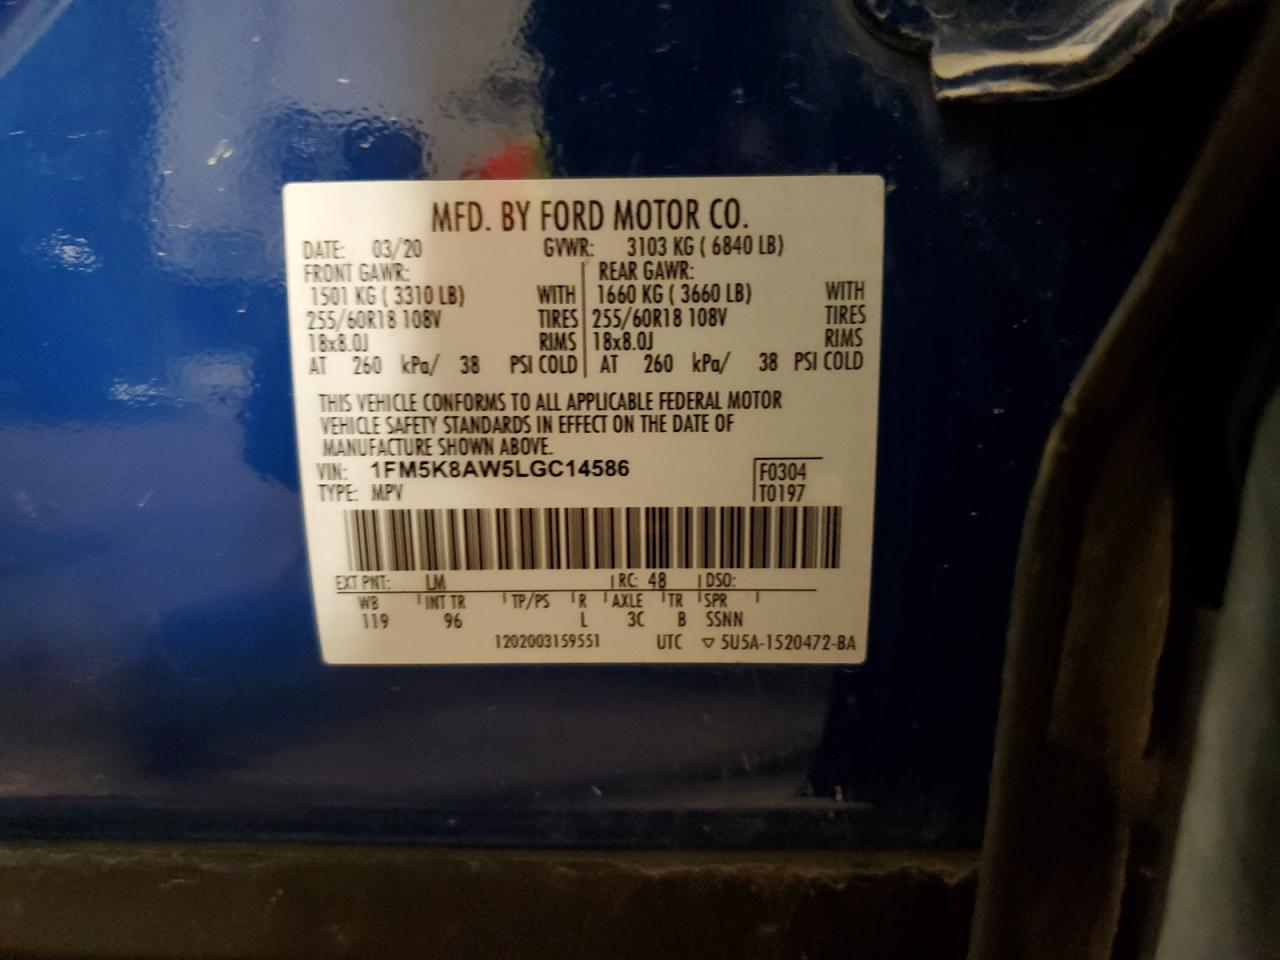 MFD. BY FORD MOTOR CO.
DATE: 03/20 GVWR: 3103 KG ( 6840 LB)
FRONT GAWR: REAR GAWR:
1501 KG ( 3310 LB) WITH 1660 KG ( 3660 LB) WITH
255/60R18 108V TIRES 255/60R18 108V TIRES
18x8.0J RIMS 18x8.0J RIMS
AT 260 kPa/ 38 PSI COLD AT 260 kPa/ 38 PSI COLD
THIS VEHICLE CONFORMS TO ALL APPLICABLE FEDERAL MOTOR
VEHICLE SAFETY STANDARDS IN EFFECT ON THE DATE OF
MANUFACTURE SHOWN ABOVE.
VIN: 1FM5K8AW5LGC14586 F0304
TYPE: MPV T0197
EXT PNT: LM RC: 48 DSO:
WB INT TR TP/PS R AXLE TR SPR
119 96 L 3C B SSNN
1202003159551 UTC ▽ 5U5A-1520472-BA